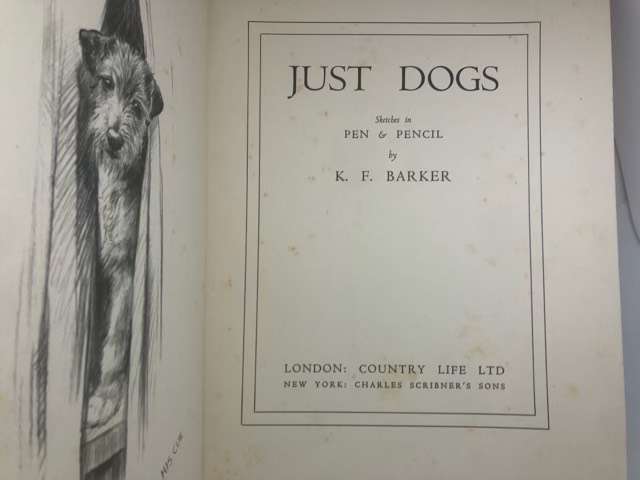 JUST DOGS
Sketches in
PEN & PENCIL
by
K. F. BARKER
LONDON: COUNTRY LIFE LTD
NEW YORK: CHARLES SCRIBNER'S SONS